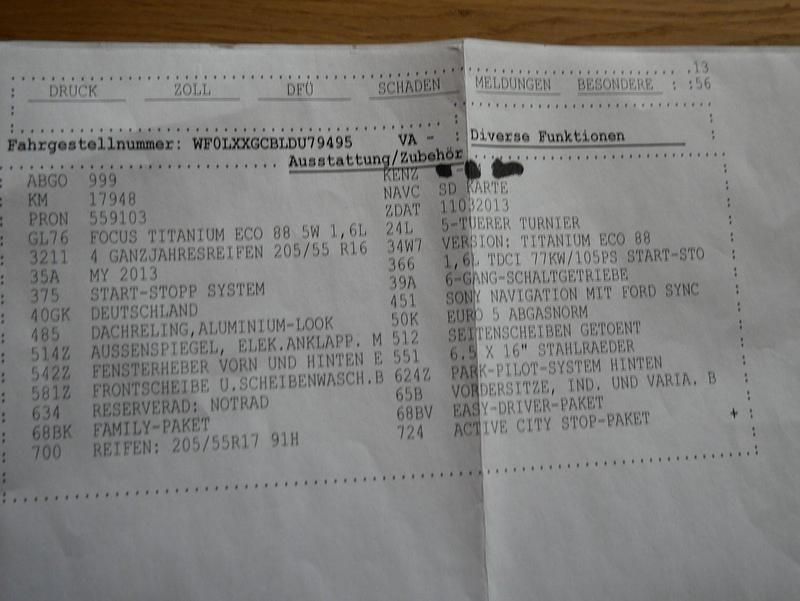 .13
DRUCK ZOLL DFÜ SCHADEN MELDUNGEN BESONDERE : :56
Fahrgestellnummer: WF0LXXGCBLDU79495 VA - : Diverse Funktionen
Ausstattung/Zubehör
ABGO 999 KENZ
KM 17948 NAVC SD KARTE
PRON 559103 ZDAT 11032013
GL76 FOCUS TITANIUM ECO 88 5W 1,6L 24L 5-TUERER TURNIER
3211 4 GANZJAHRESREIFEN 205/55 R16 34W7 VERSION: TITANIUM ECO 88
35A MY 2013 366 1,6L TDCI 77KW/105PS START-STO
375 START-STOPP SYSTEM 39A 6-GANG-SCHALTGETRIEBE
40GK DEUTSCHLAND 451 SONY NAVIGATION MIT FORD SYNC
485 DACHRELING,ALUMINIUM-LOOK 50K EURO 5 ABGASNORM
514Z AUSSENSPIEGEL, ELEK.ANKLAPP. M 512 SEITENSCHEIBEN GETOENT
542Z FENSTERHEBER VORN UND HINTEN E 551 6.5 X 16" STAHLRAEDER
581Z FRONTSCHEIBE U.SCHEIBENWASCH.B 624Z PARK-PILOT-SYSTEM HINTEN
634 RESERVERAD: NOTRAD 65B VORDERSITZE, IND. UND VARIA. B
68BK FAMILY-PAKET 68BV EASY-DRIVER-PAKET
700 REIFEN: 205/55R17 91H 724 ACTIVE CITY STOP-PAKET +